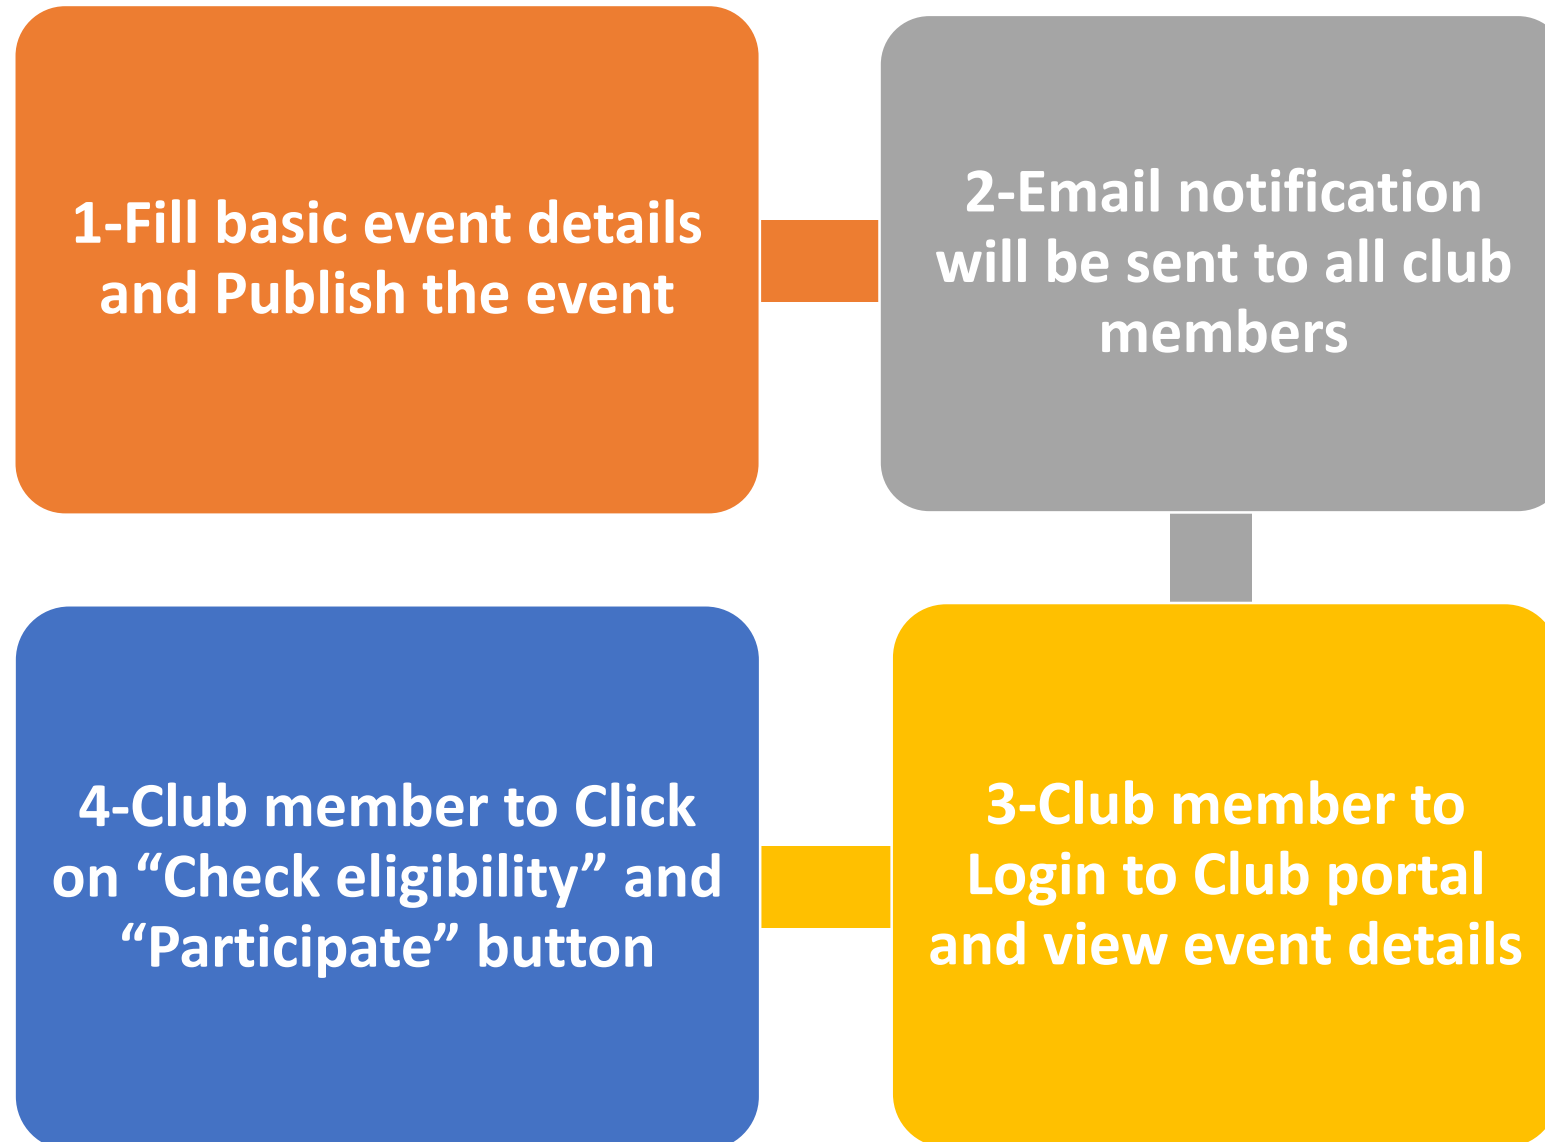 1-Fill basic event details
and Publish the event
2-Email notification
will be sent to all club
members
3-Club member to
Login to Club portal
and view event details
4-Club member to Click
on “Check eligibility” and
“Participate” button